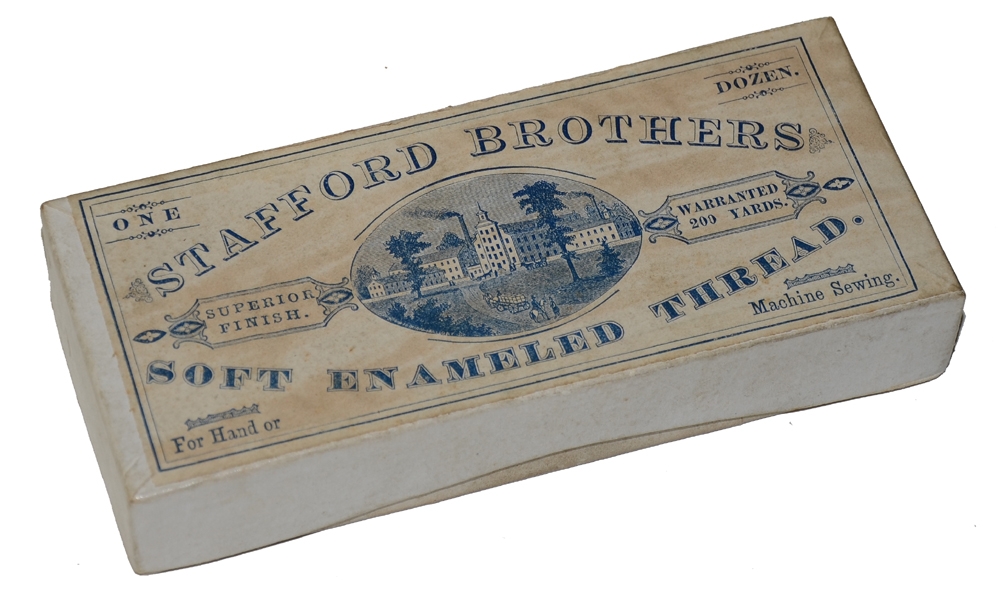 ONE
DOZEN.
STAFFORD BROTHERS
SUPERIOR
FINISH.
WARRANTED
200 YARDS.
SOFT ENAMELED THREAD.
For Hand or
Machine Sewing.